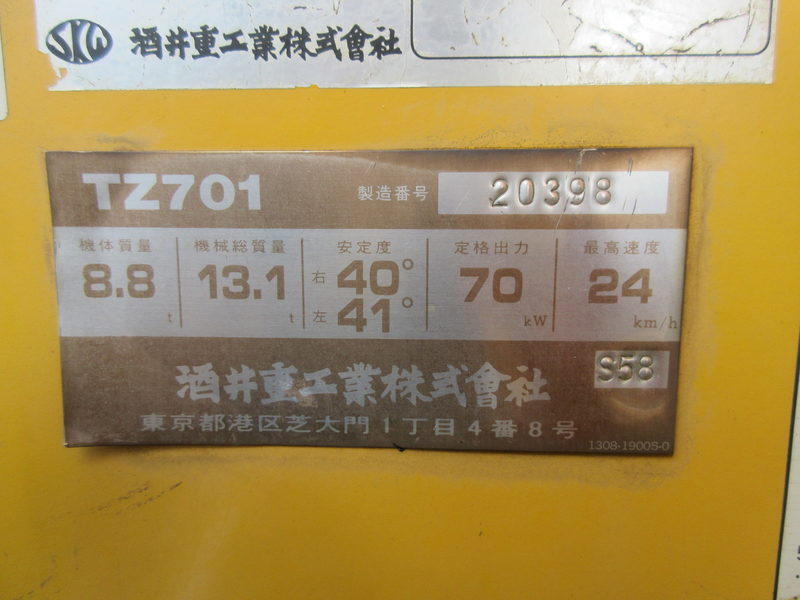 SKW 酒井重工業株式會社
TZ701 製造番号 20398
機体質量 機械総質量 安定度 定格出力 最高速度
8.8 t 13.1 t 右 40° 70 kW 24 km/h
左 41°
S58
酒井重工業株式會社
東京都港区芝大門1丁目4番8号
1308-19005-0